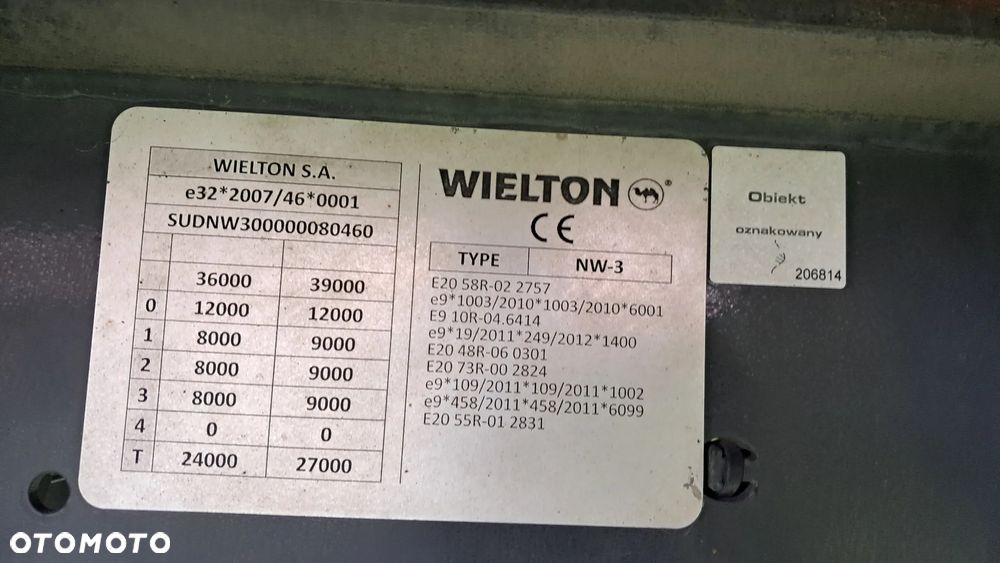 WIELTON S.A.
e32*2007/46*0001
SUDNW300000080460
36000 39000
0 12000 12000
1 8000 9000
2 8000 9000
3 8000 9000
4 0 0
T 24000 27000
WIELTON ®
CE
TYPE NW-3
E20 58R-02 2757
e9*1003/2010*1003/2010*6001
E9 10R-04.6414
e9*19/2011*249/2012*1400
E20 48R-06 0301
E20 73R-00 2824
e9*109/2011*109/2011*1002
e9*458/2011*458/2011*6099
E20 55R-01 2831
Obiekt
oznakowany
206814
OTOMOTO